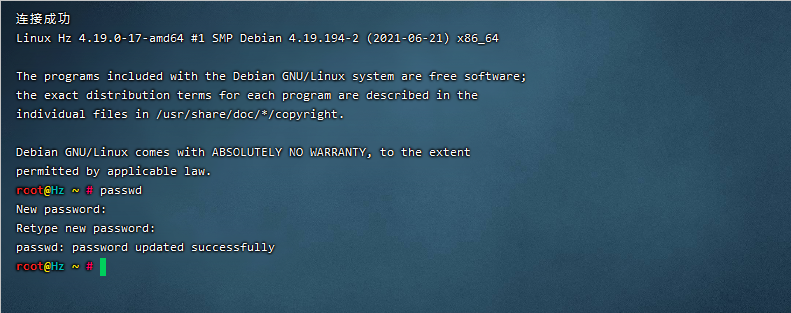 连接成功
Linux Hz 4.19.0-17-amd64 #1 SMP Debian 4.19.194-2 (2021-06-21) x86_64
The programs included with the Debian GNU/Linux system are free software;
the exact distribution terms for each program are described in the
individual files in /usr/share/doc/*/copyright.
Debian GNU/Linux comes with ABSOLUTELY NO WARRANTY, to the extent
permitted by applicable law.
root@Hz ~ # passwd
New password:
Retype new password:
passwd: password updated successfully
root@Hz ~ #